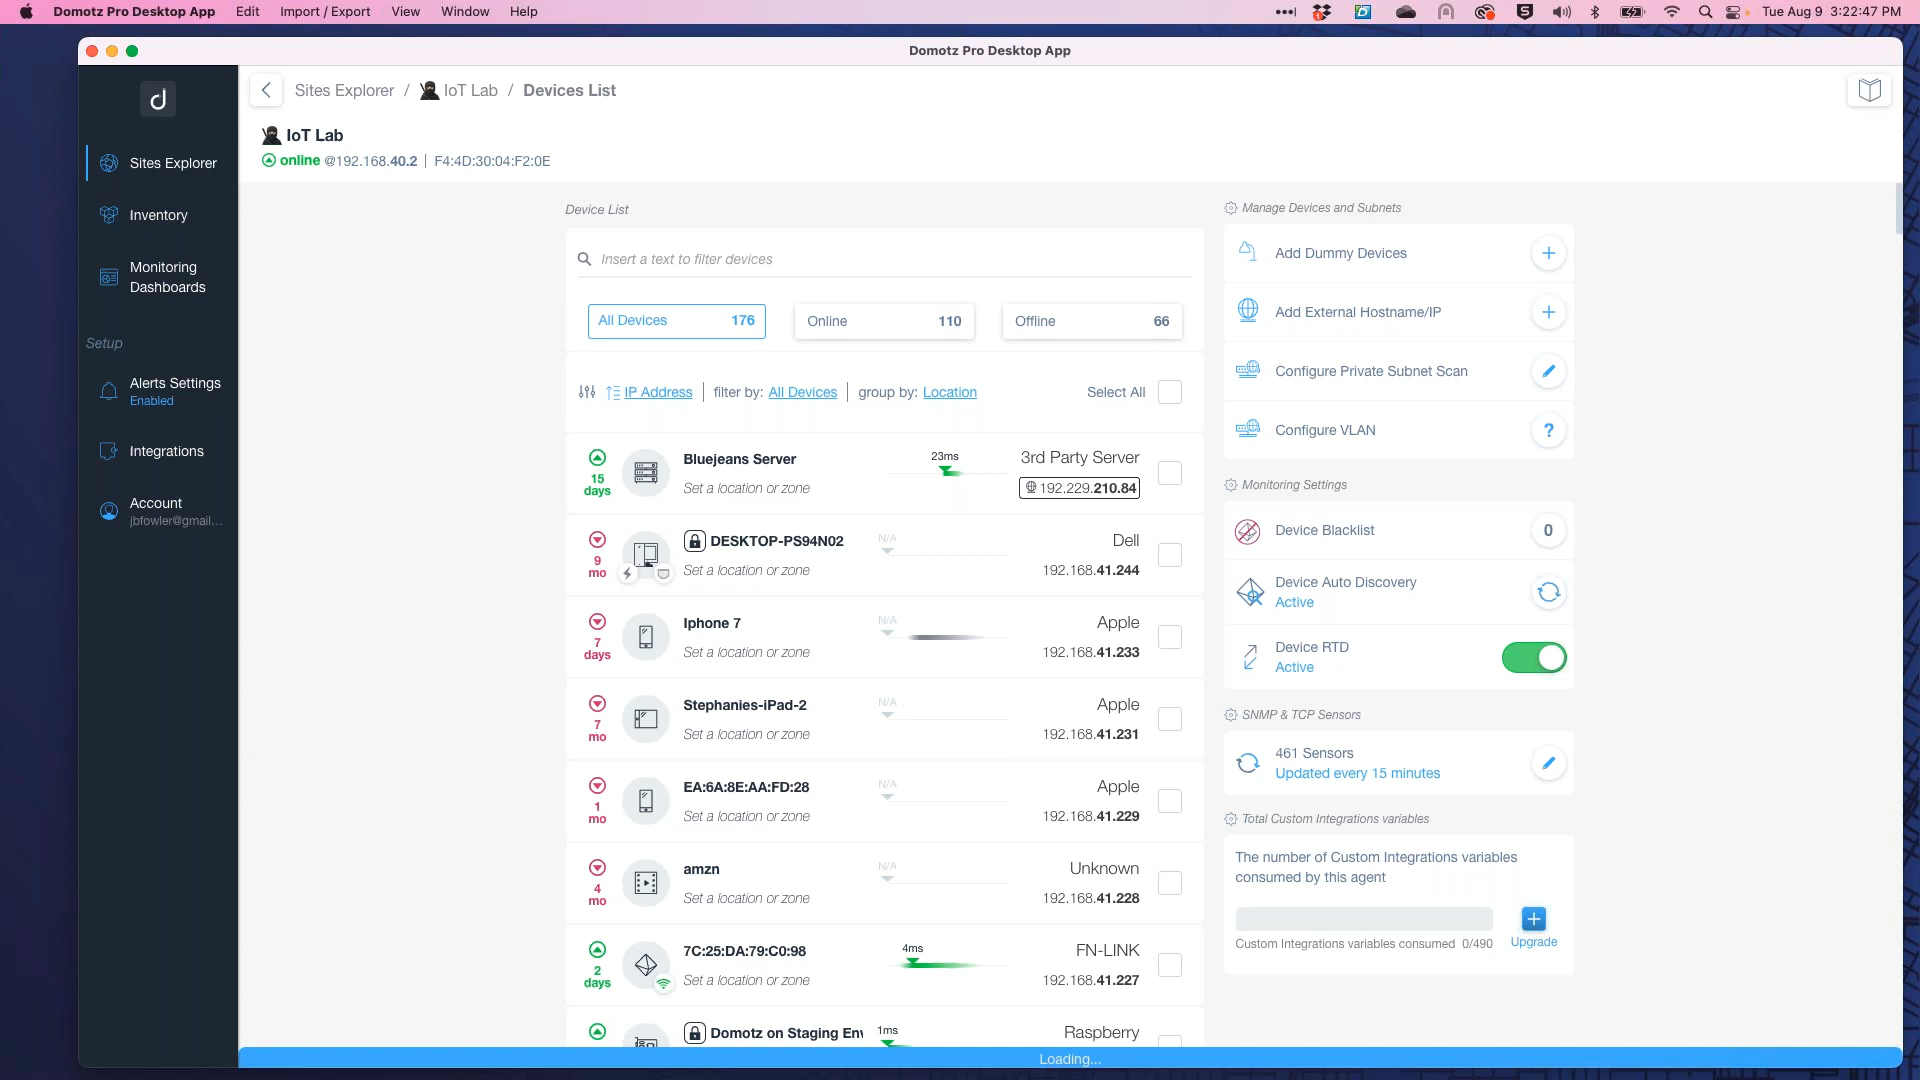 Domotz Pro Desktop App Edit Import / Export View Window Help Tue Aug 9 3:22:47 PM
Domotz Pro Desktop App
Sites Explorer / IoT Lab / Devices List
IoT Lab
online @192.168.40.2 | F4:4D:30:04:F2:0E
Sites Explorer
Inventory
Monitoring
Dashboards
Setup
Alerts Settings
Enabled
Integrations
Account
jbfowler@gmail...
Device List
Insert a text to filter devices
All Devices 176
Online 110
Offline 66
IP Address | filter by: All Devices | group by: Location Select All
15
days
Bluejeans Server
Set a location or zone
23ms
3rd Party Server
192.229.210.84
9
mo
DESKTOP-PS94N02
Set a location or zone
N/A
Dell
192.168.41.244
7
days
Iphone 7
Set a location or zone
N/A
Apple
192.168.41.233
7
mo
Stephanies-iPad-2
Set a location or zone
N/A
Apple
192.168.41.231
1
mo
EA:6A:8E:AA:FD:28
Set a location or zone
N/A
Apple
192.168.41.229
4
mo
amzn
Set a location or zone
N/A
Unknown
192.168.41.228
2
days
7C:25:DA:79:C0:98
Set a location or zone
4ms
FN-LINK
192.168.41.227
Domotz on Staging Env
1ms
Raspberry
Manage Devices and Subnets
Add Dummy Devices
Add External Hostname/IP
Configure Private Subnet Scan
Configure VLAN ?
Monitoring Settings
Device Blacklist 0
Device Auto Discovery
Active
Device RTD
Active
SNMP & TCP Sensors
461 Sensors
Updated every 15 minutes
Total Custom Integrations variables
The number of Custom Integrations variables
consumed by this agent
Custom Integrations variables consumed 0/490
Upgrade
Loading...